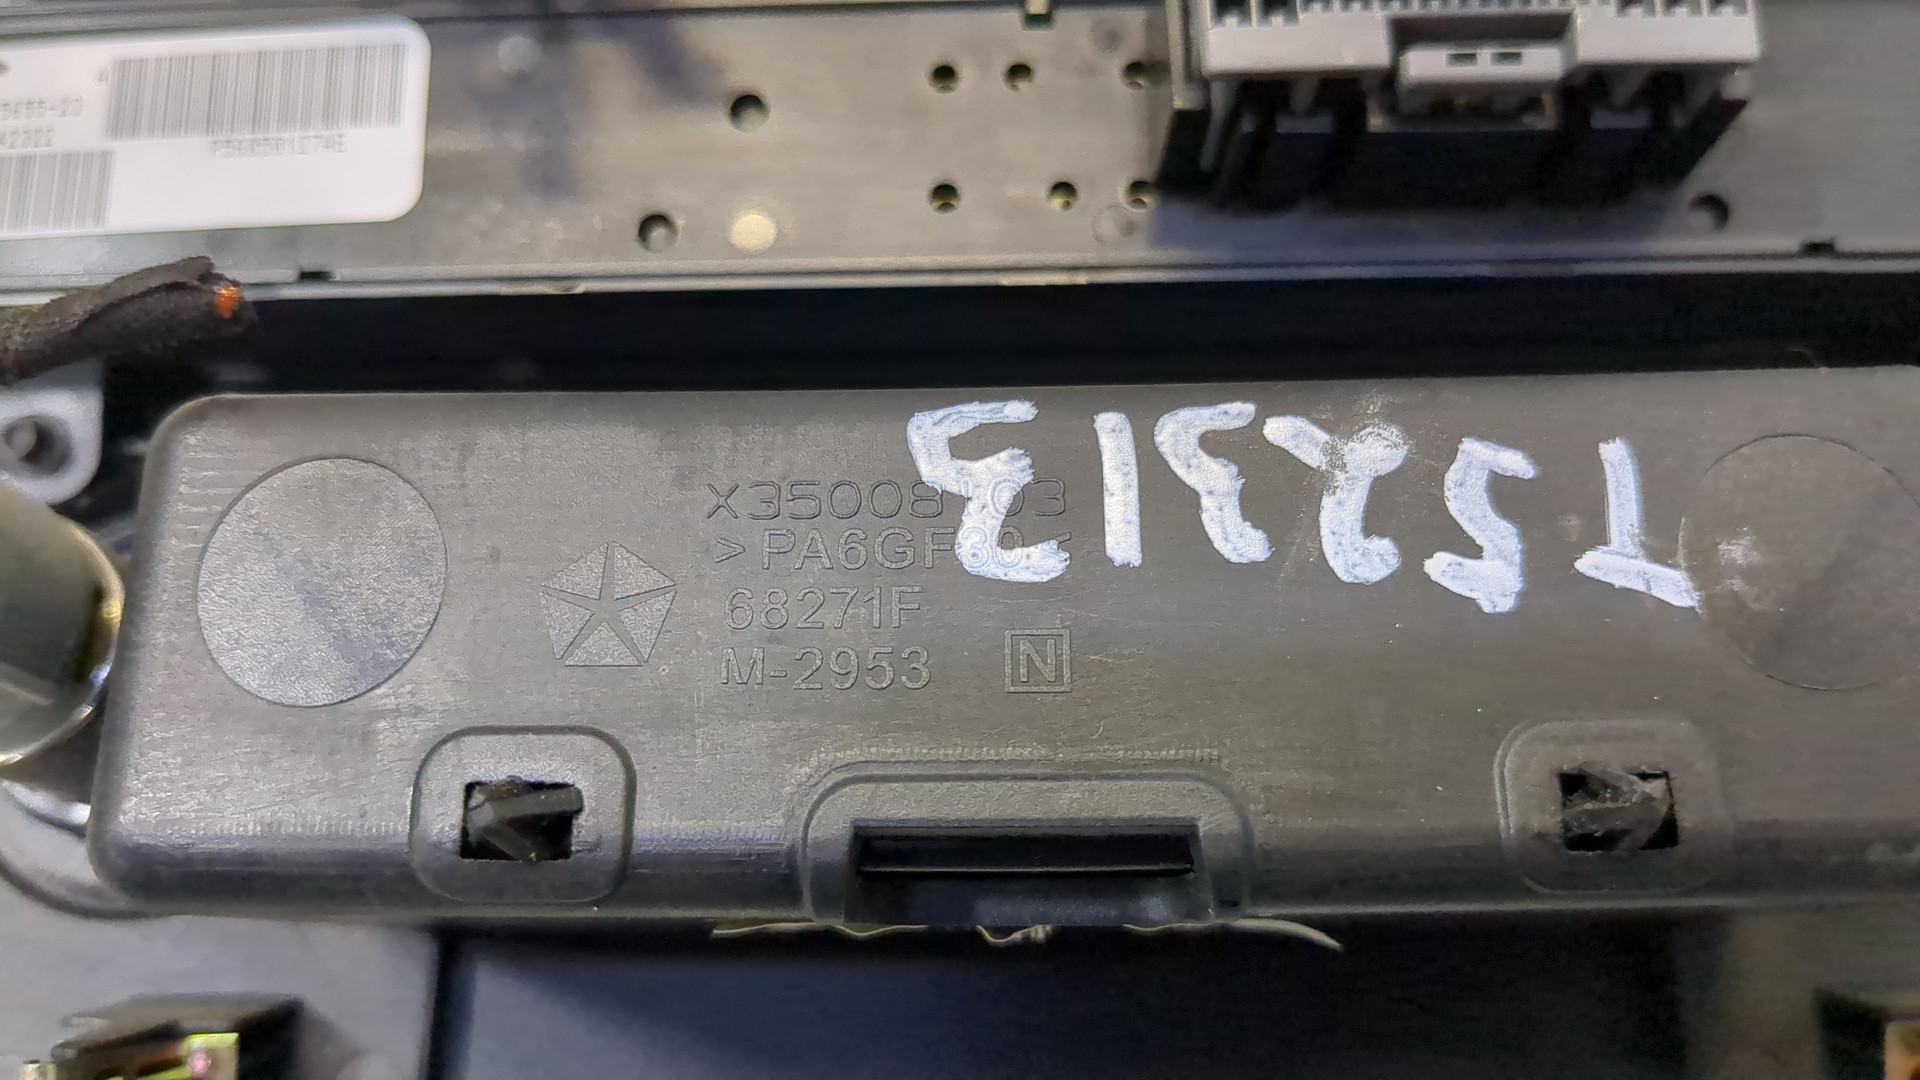 X35008103
>PA6GF30<
68271F
M-2953
N
T52313